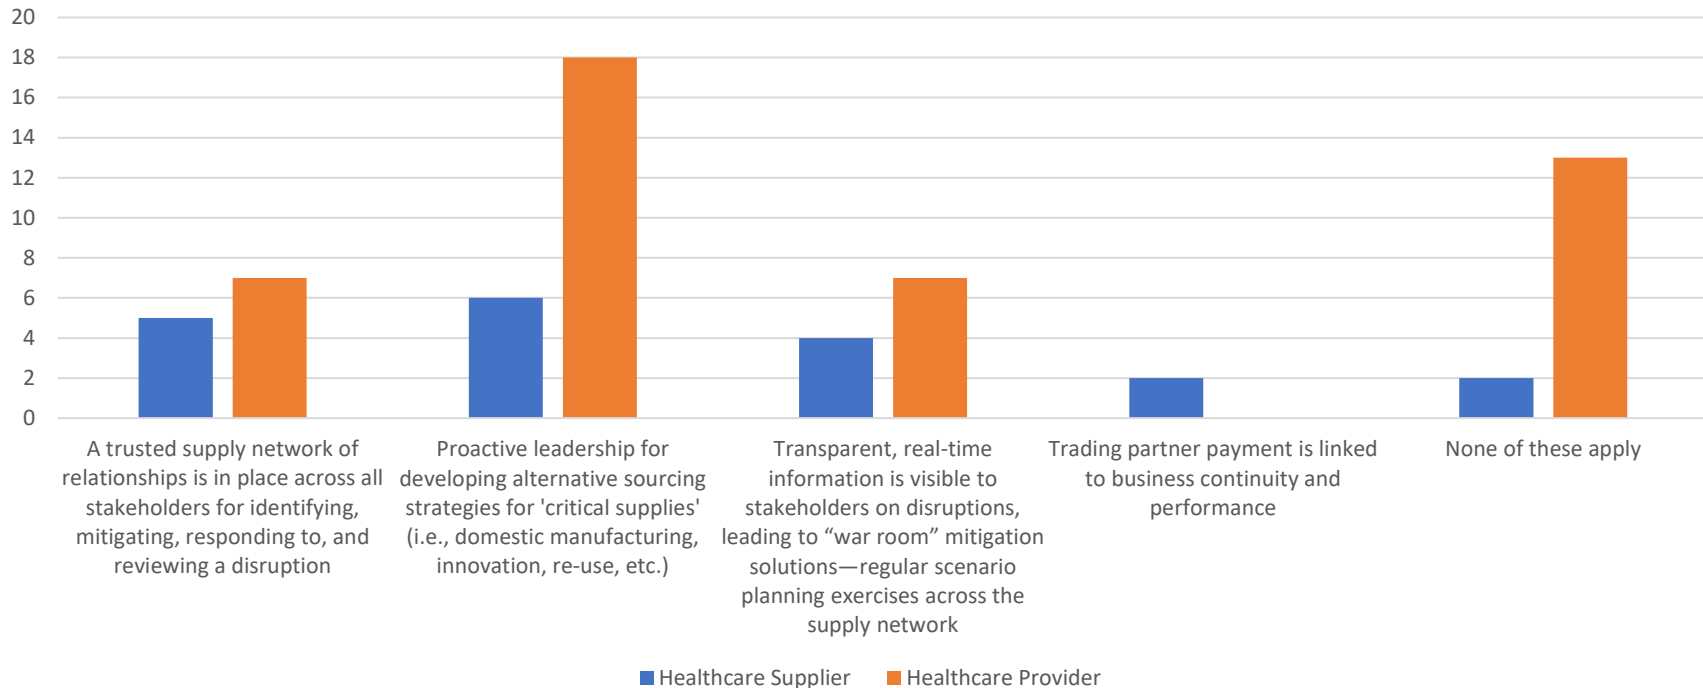 20
18
16
14
12
10
8
6
4
2
0
A trusted supply network of
relationships is in place across all
stakeholders for identifying,
mitigating, responding to, and
reviewing a disruption
Proactive leadership for
developing alternative sourcing
strategies for 'critical supplies'
(i.e., domestic manufacturing,
innovation, re-use, etc.)
Transparent, real-time
information is visible to
stakeholders on disruptions,
leading to “war room” mitigation
solutions—regular scenario
planning exercises across the
supply network
Trading partner payment is linked
to business continuity and
performance
None of these apply
Healthcare Supplier Healthcare Provider